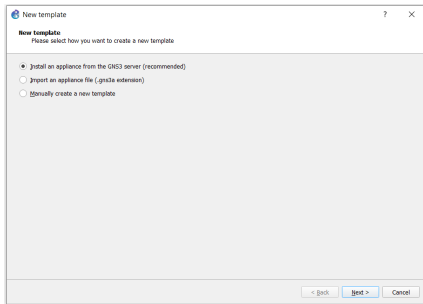 New template
?
New template
Please select how you want to create a new template
Install an appliance from the GNS3 server (recommended)
Import an appliance file (.gns3a extension)
Manually create a new template
< Back
Next >
Cancel